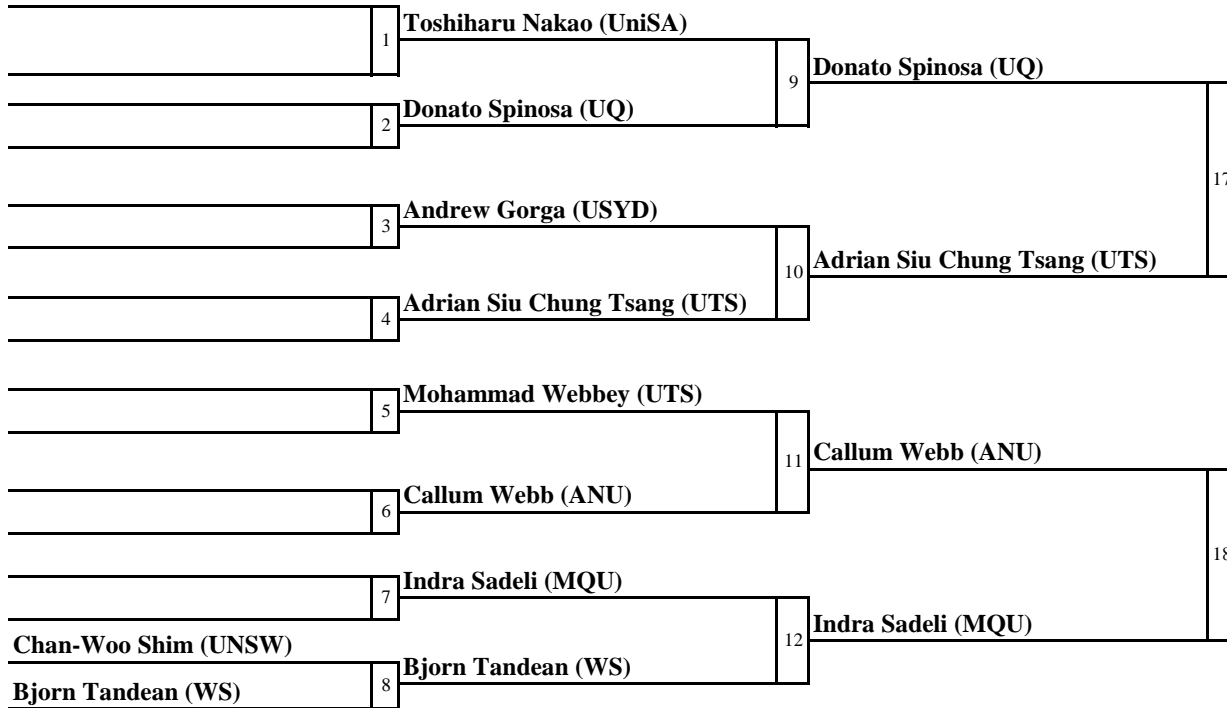 1 Toshiharu Nakao (UniSA)
9 Donato Spinosa (UQ)
2 Donato Spinosa (UQ)
17
3 Andrew Gorga (USYD)
10 Adrian Siu Chung Tsang (UTS)
4 Adrian Siu Chung Tsang (UTS)
5 Mohammad Webbey (UTS)
11 Callum Webb (ANU)
6 Callum Webb (ANU)
18
7 Indra Sadeli (MQU)
12 Indra Sadeli (MQU)
Chan-Woo Shim (UNSW)
8 Bjorn Tandean (WS)
Bjorn Tandean (WS)